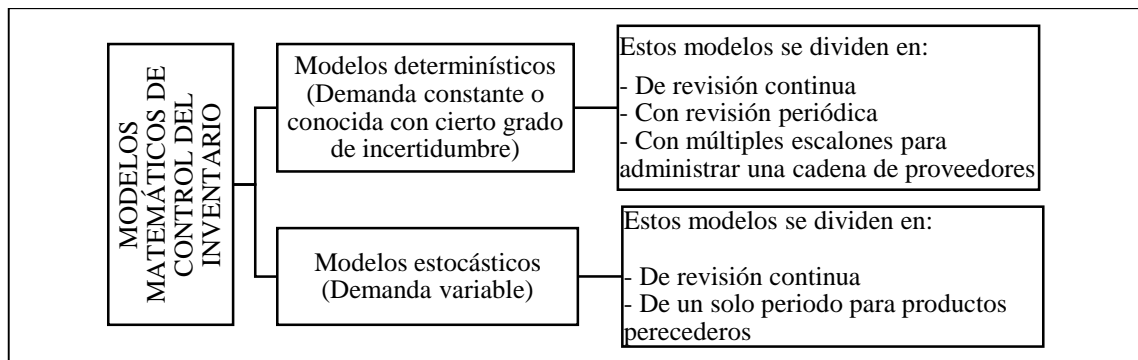 MODELOS
MATEMÁTICOS DE
CONTROL DEL
INVENTARIO
Modelos determinísticos
(Demanda constante o
conocida con cierto grado
de incertidumbre)
Estos modelos se dividen en:
- De revisión continua
- Con revisión periódica
- Con múltiples escalones para
administrar una cadena de proveedores
Modelos estocásticos
(Demanda variable)
Estos modelos se dividen en:
- De revisión continua
- De un solo periodo para productos
perecederos